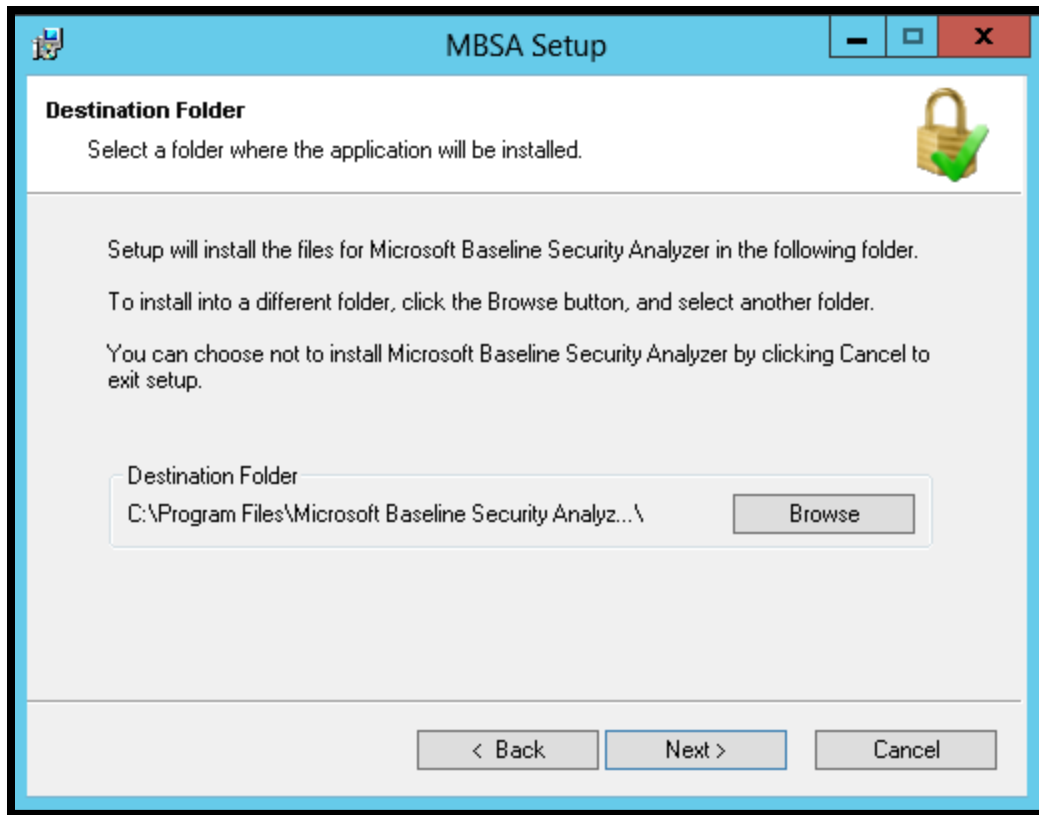 MBSA Setup
Destination Folder
Select a folder where the application will be installed.
Setup will install the files for Microsoft Baseline Security Analyzer in the following folder.
To install into a different folder, click the Browse button, and select another folder.
You can choose not to install Microsoft Baseline Security Analyzer by clicking Cancel to
exit setup.
Destination Folder
C:\Program Files\Microsoft Baseline Security Analyz...\ Browse
< Back Next > Cancel